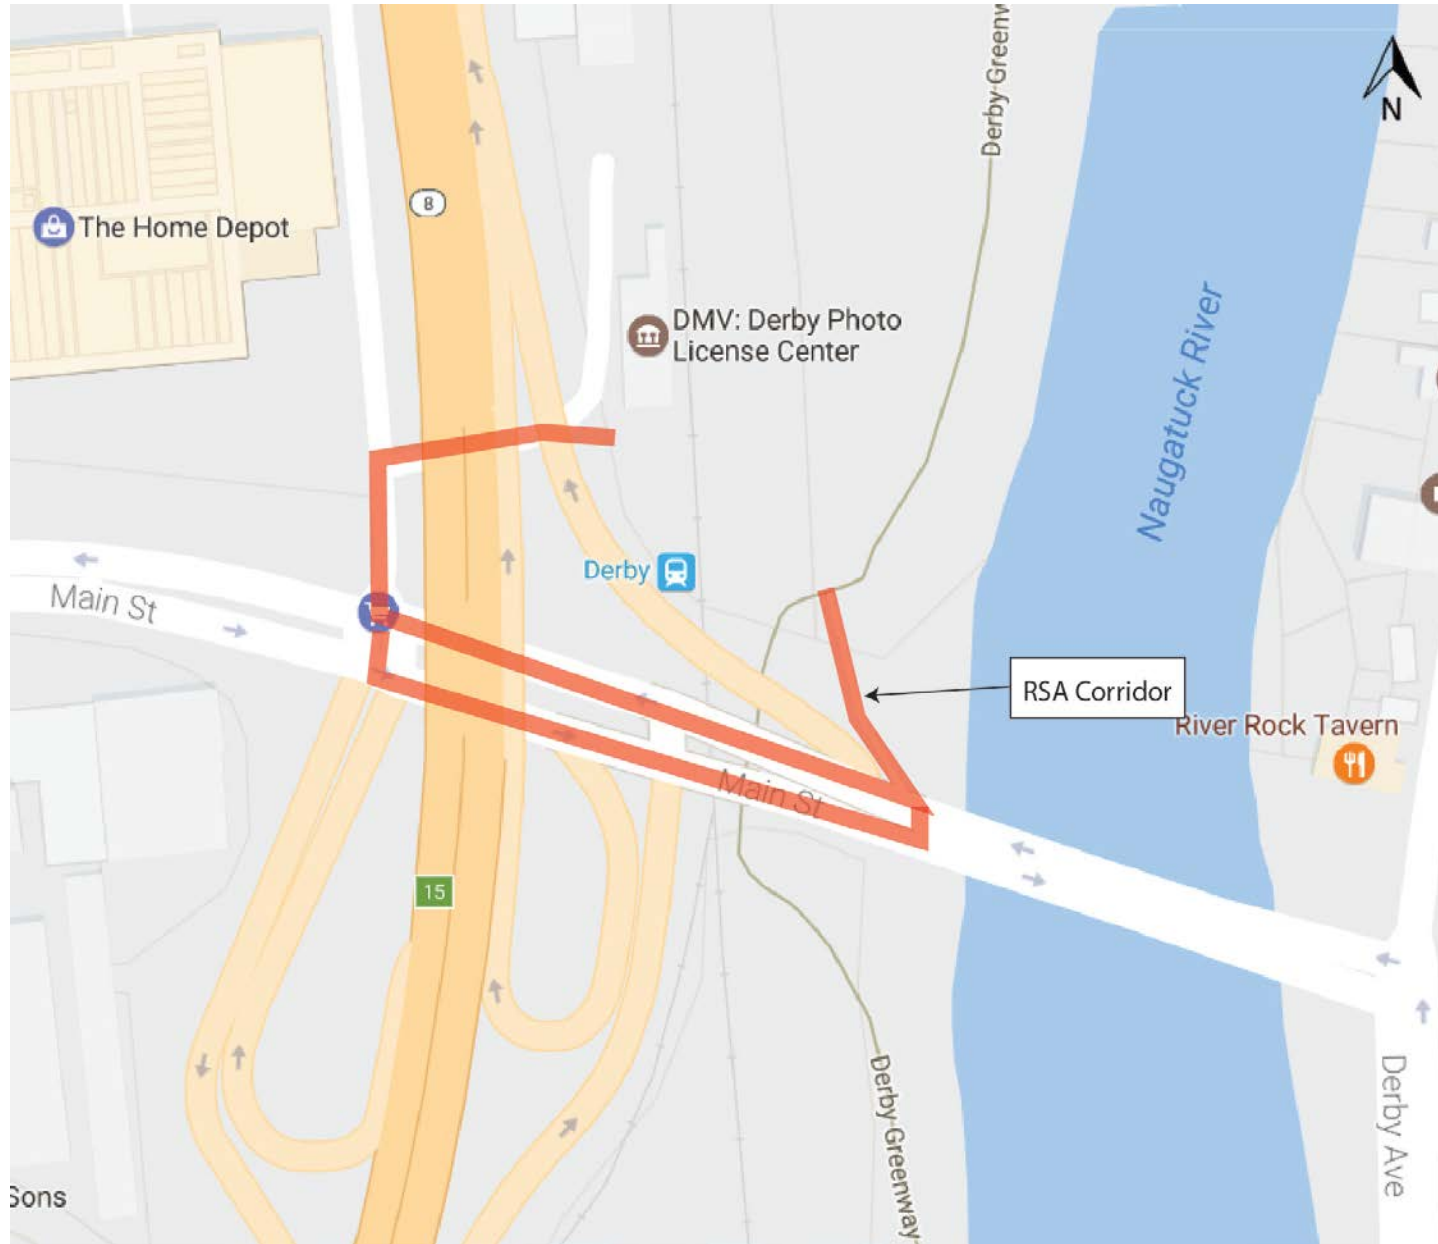 Derby Greenw
N
8
The Home Depot
DMV: Derby Photo
License Center
Naugatuck River
Derby
Main St
RSA Corridor
River Rock Tavern
Main St
15
Derby Greenway
Derby Ave
Sons